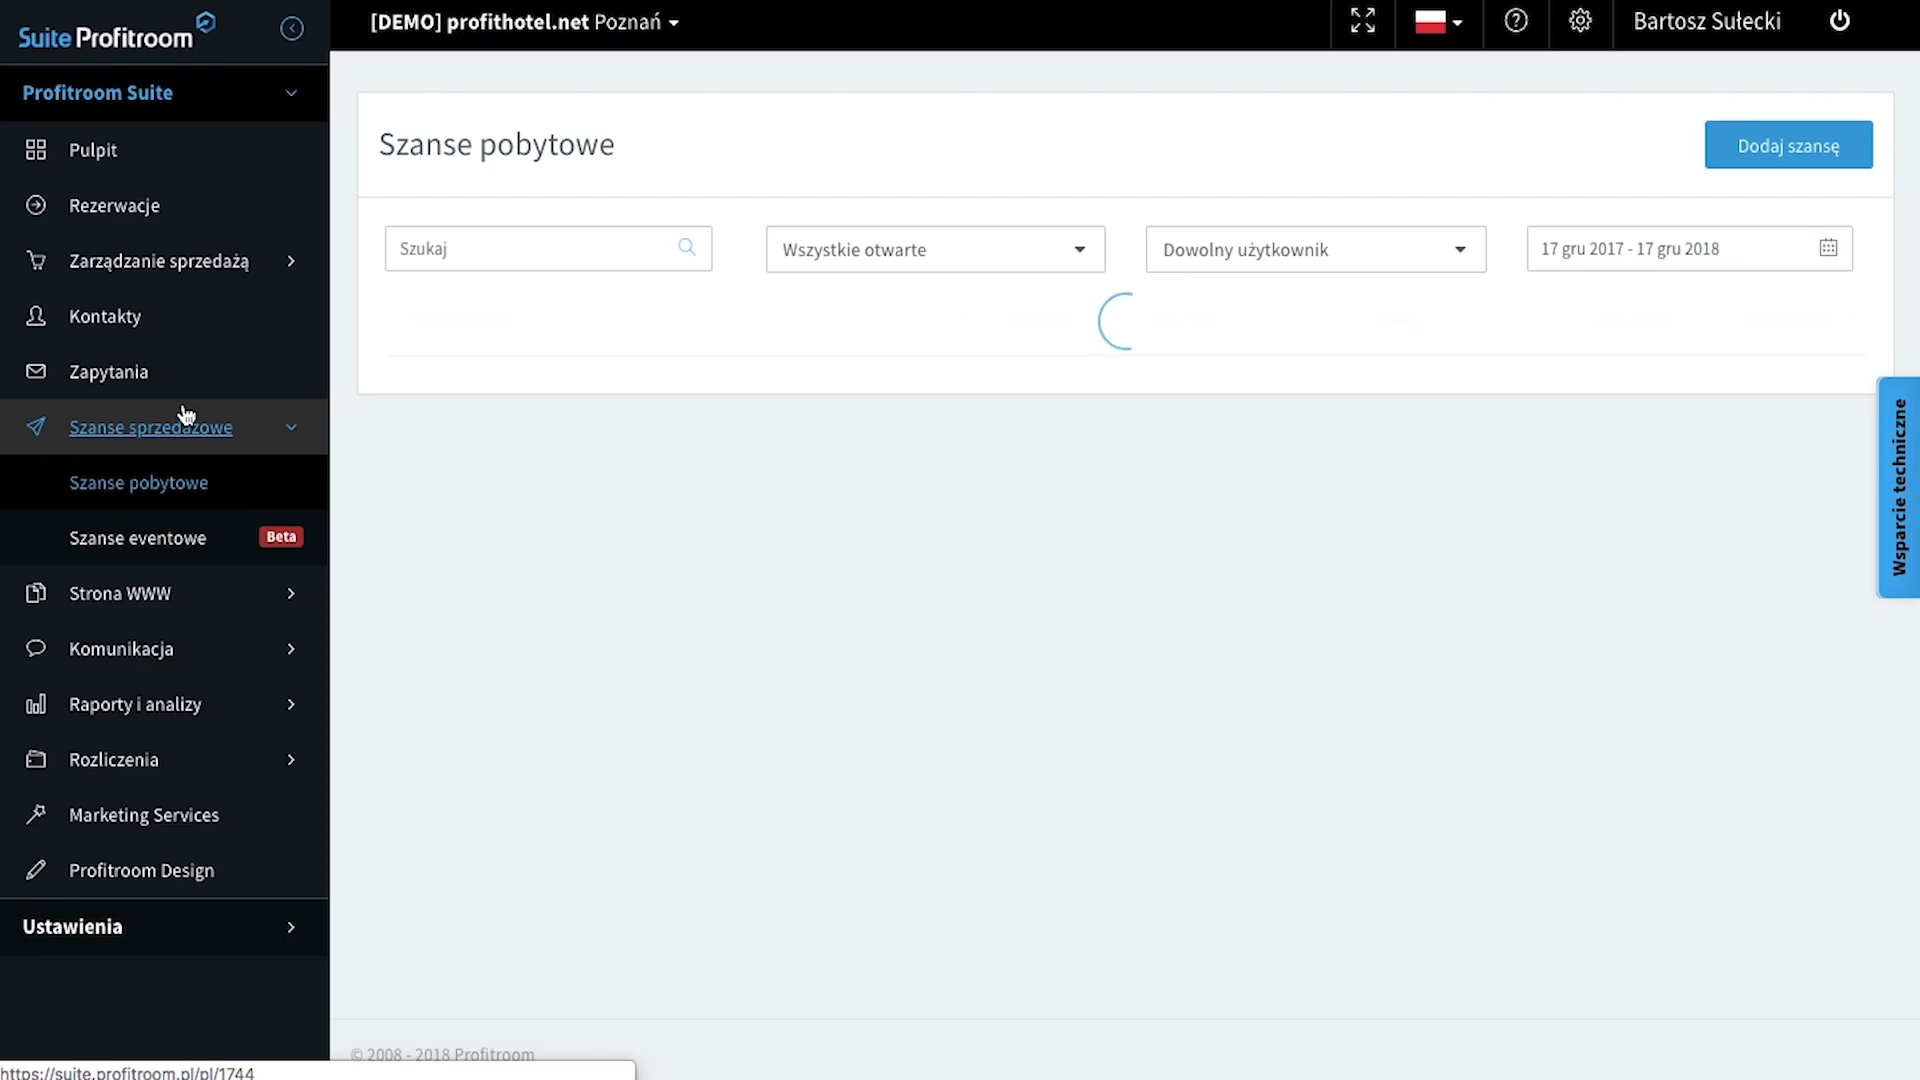 Suite Profitroom
[DEMO] profithotel.net Poznań
Bartosz Sułecki
Profitroom Suite
Pulpit
Rezerwacje
Zarządzanie sprzedażą
Kontakty
Zapytania
Szanse sprzedażowe
Szanse pobytowe
Szanse eventowe Beta
Strona WWW
Komunikacja
Raporty i analizy
Rozliczenia
Marketing Services
Profitroom Design
Ustawienia
Szanse pobytowe
Dodaj szansę
Szukaj
Wszystkie otwarte
Dowolny użytkownik
17 gru 2017 - 17 gru 2018
Wsparcie techniczne
© 2008 - 2018 Profitroom
https://suite.profitroom.pl/pl/1744